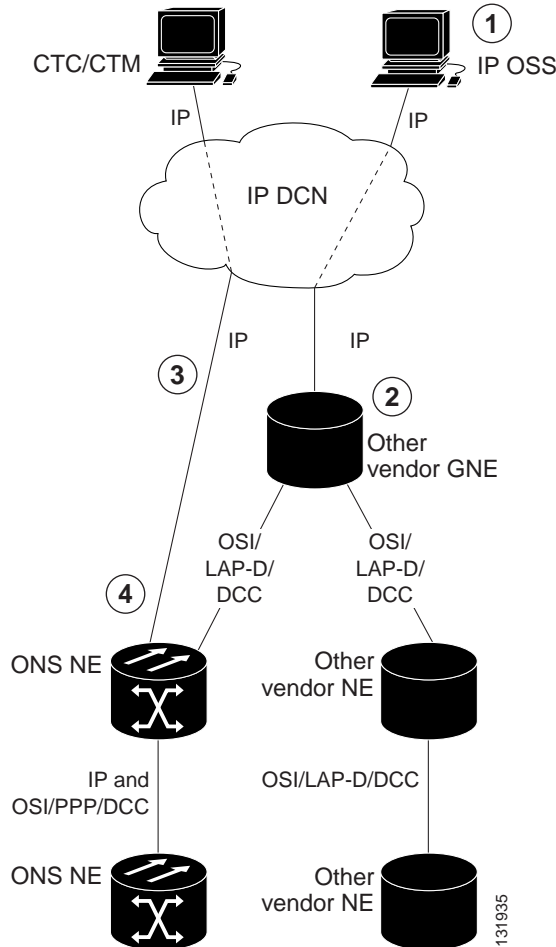 1
CTC/CTM
IP OSS
IP
IP
IP DCN
IP
IP
3
2
Other
vendor GNE
OSI/
LAP-D/
DCC
OSI/
LAP-D/
DCC
4
ONS NE
Other
vendor NE
IP and
OSI/PPP/DCC
OSI/LAP-D/DCC
ONS NE
Other
vendor NE
131935